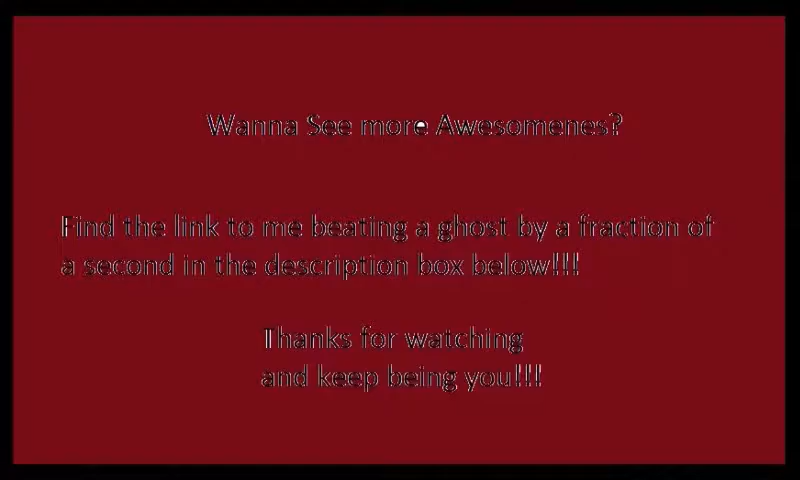 Wanna See more Awesomenes?
Find the link to me beating a ghost by a fraction of
a second in the description box below!!!
Thanks for watching
and keep being you!!!